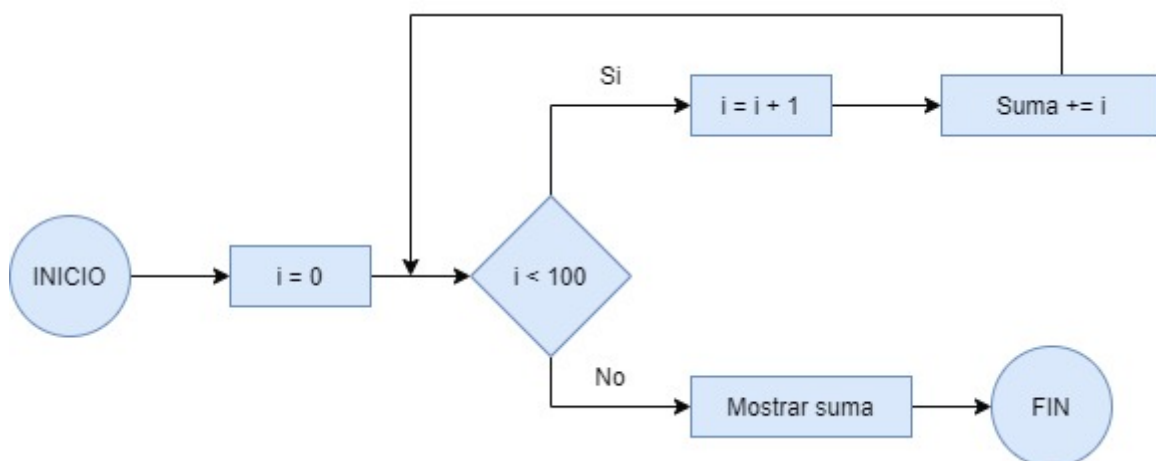 INICIO
i = 0
i < 100
Si
i = i + 1
Suma += i
No
Mostrar suma
FIN